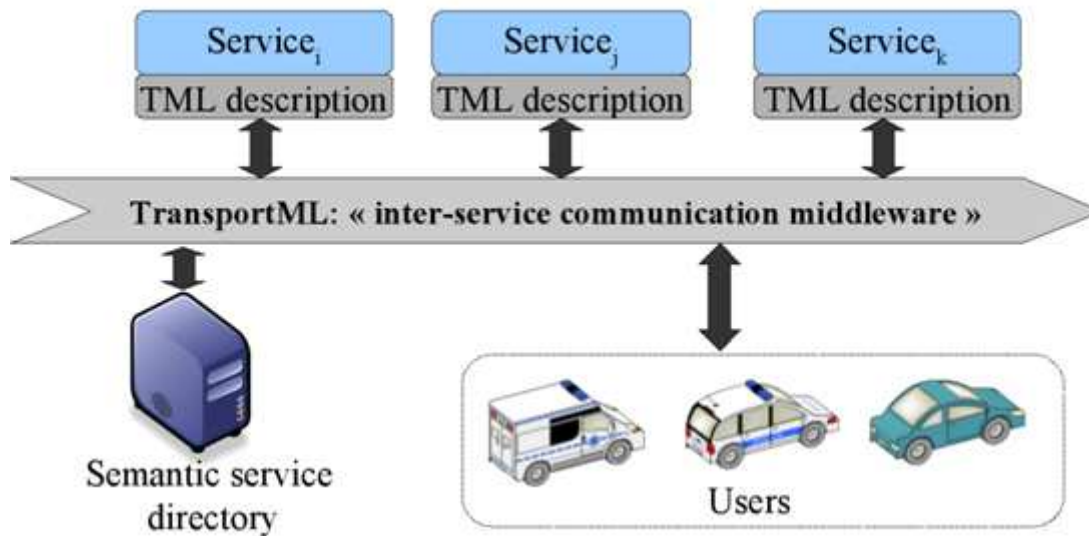 Serviceᵢ
Serviceⱼ
Serviceₖ
TML description
TML description
TML description
TransportML: « inter-service communication middleware »
Semantic service
directory
Users